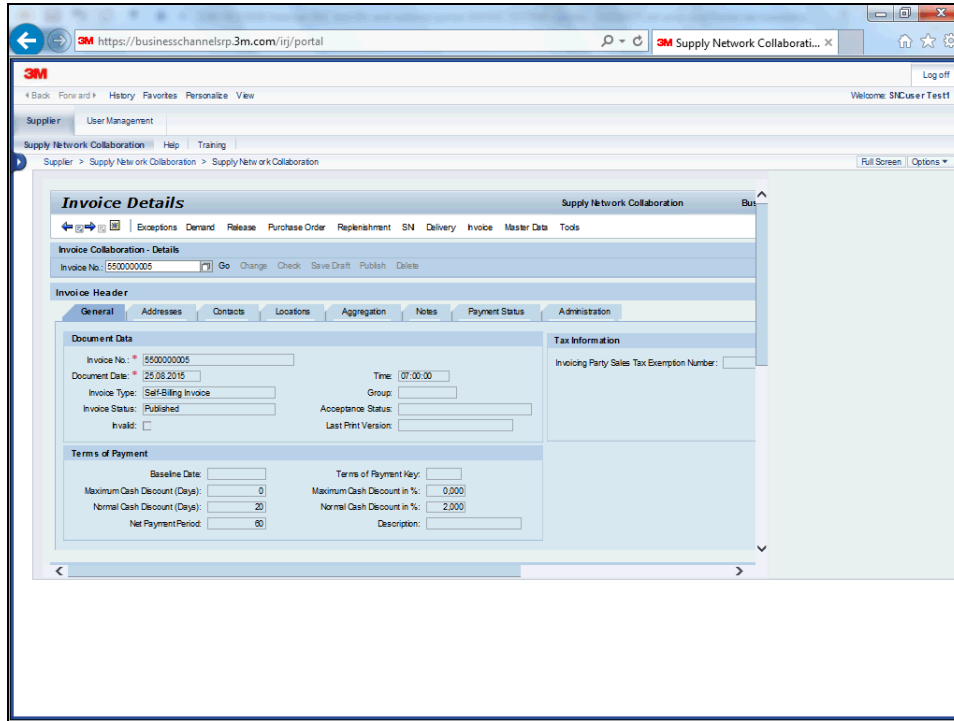 3M https://businesschannelsrp.3m.com/irj/portal
3M Supply Network Collaborati... ×
3M
Log off
Back Forward History Favorites Personalize View
Welcome: SNCuser Test1
Supplier User Management
Supply Network Collaboration Help Training
Supplier > Supply Network Collaboration > Supply Network Collaboration
Full Screen Options
Invoice Details
Supply Network Collaboration
Bus
Exceptions Demand Release Purchase Order Replenishment SNI Delivery Invoice Master Data Tools
Invoice Collaboration - Details
Invoice No.: 5500000005 Go Change Check Save Draft Publish Delete
Invoice Header
General Addresses Contacts Locations Aggregation Notes Payment Status Administration
Document Data
Tax Information
Invoice No.: * 5500000005
Invoicing Party Sales Tax Exemption Number:
Document Date: * 25.08.2015 Time: 07:00:00
Invoice Type: Self-Billing Invoice Group:
Invoice Status: Published Acceptance Status:
Invalid: Last Print Version:
Terms of Payment
Baseline Date: Terms of Payment Key:
Maximum Cash Discount (Days): 0 Maximum Cash Discount in %: 0,000
Normal Cash Discount (Days): 20 Normal Cash Discount in %: 2,000
Net Payment Period: 60 Description: